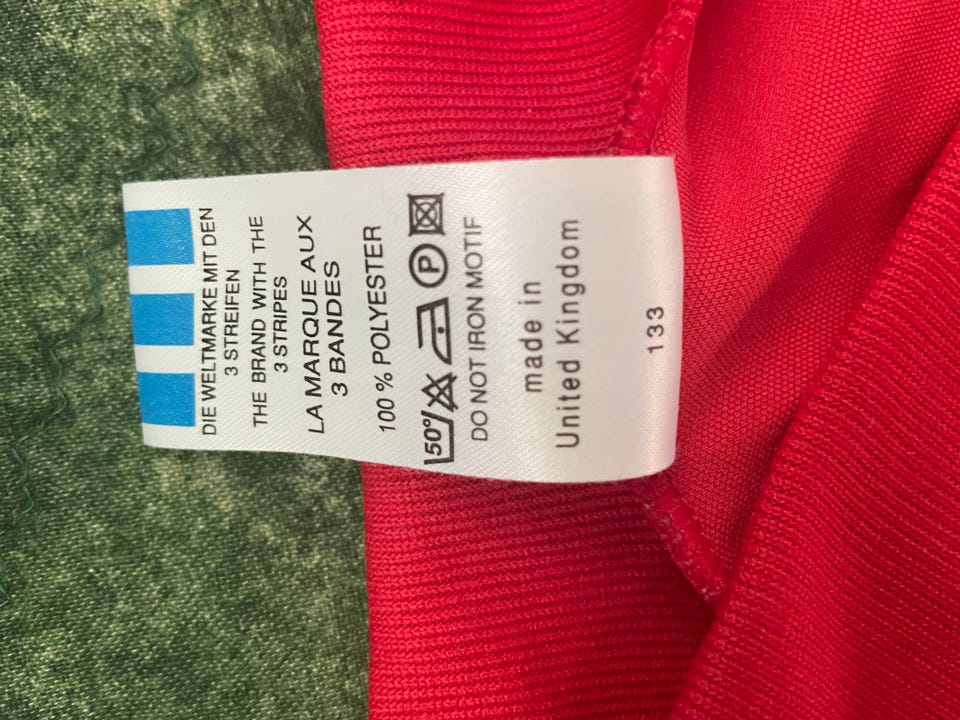 DIE WELTMARKE MIT DEN
3 STREIFEN
THE BRAND WITH THE
3 STRIPES
LA MARQUE AUX
3 BANDES
100 % POLYESTER
50° P
DO NOT IRON MOTIF
made in
United Kingdom
133